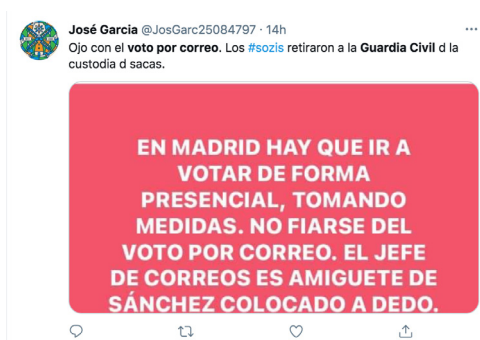 José Garcia @JosGarc25084797 · 14h
Ojo con el voto por correo. Los #sozis retiraron a la Guardia Civil d la
custodia d sacas.
EN MADRID HAY QUE IR A
VOTAR DE FORMA
PRESENCIAL, TOMANDO
MEDIDAS. NO FIARSE DEL
VOTO POR CORREO. EL JEFE
DE CORREOS ES AMIGUETE DE
SÁNCHEZ COLOCADO A DEDO.